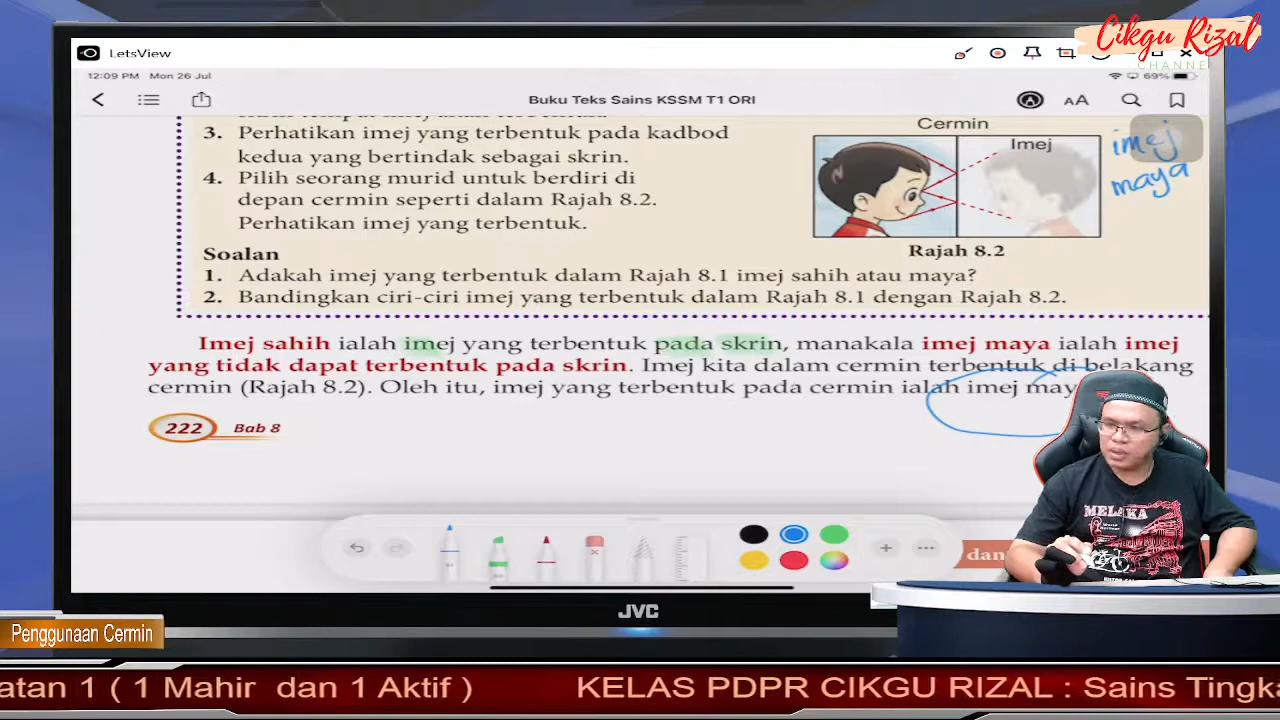 Cikgu Rizal
CHANNE
LetsView
12:09 PM Mon 26 Jul
69%
Buku Teks Sains KSSM T1 ORI
AA
3. Perhatikan imej yang terbentuk pada kadbod
kedua yang bertindak sebagai skrin.
4. Pilih seorang murid untuk berdiri di
depan cermin seperti dalam Rajah 8.2.
Perhatikan imej yang terbentuk.
Cermin
Imej
imej
maya
Rajah 8.2
Soalan
1. Adakah imej yang terbentuk dalam Rajah 8.1 imej sahih atau maya?
2. Bandingkan ciri-ciri imej yang terbentuk dalam Rajah 8.1 dengan Rajah 8.2.
Imej sahih ialah imej yang terbentuk pada skrin, manakala imej maya ialah imej
yang tidak dapat terbentuk pada skrin. Imej kita dalam cermin terbentuk di belakang
cermin (Rajah 8.2). Oleh itu, imej yang terbentuk pada cermin ialah imej may
222 Bab 8
dan
MELAKA
JVC
Penggunaan Cermin
atan 1 ( 1 Mahir dan 1 Aktif ) KELAS PDPR CIKGU RIZAL : Sains Tingka